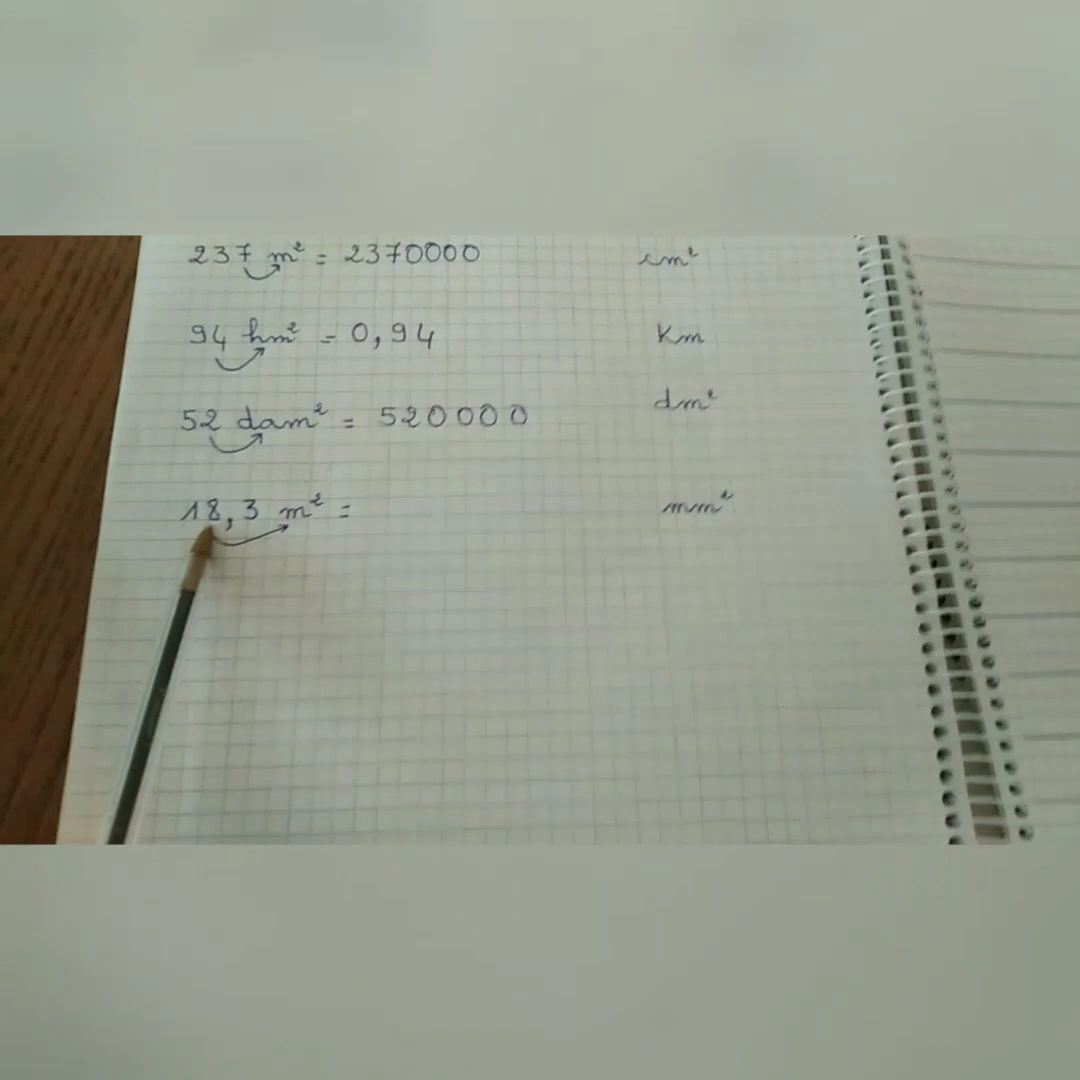 237 m² = 2370000 cm²
94 hm² = 0,94 Km
52 dam² = 520000 dm²
18,3 m² = mm²